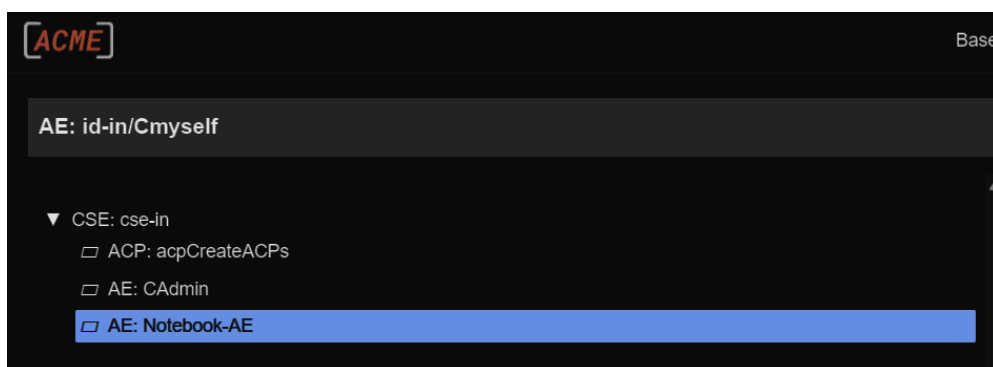 [ACME]
Base
AE: id-in/Cmyself
▼ CSE: cse-in
ACP: acpCreateACPs
AE: CAdmin
AE: Notebook-AE